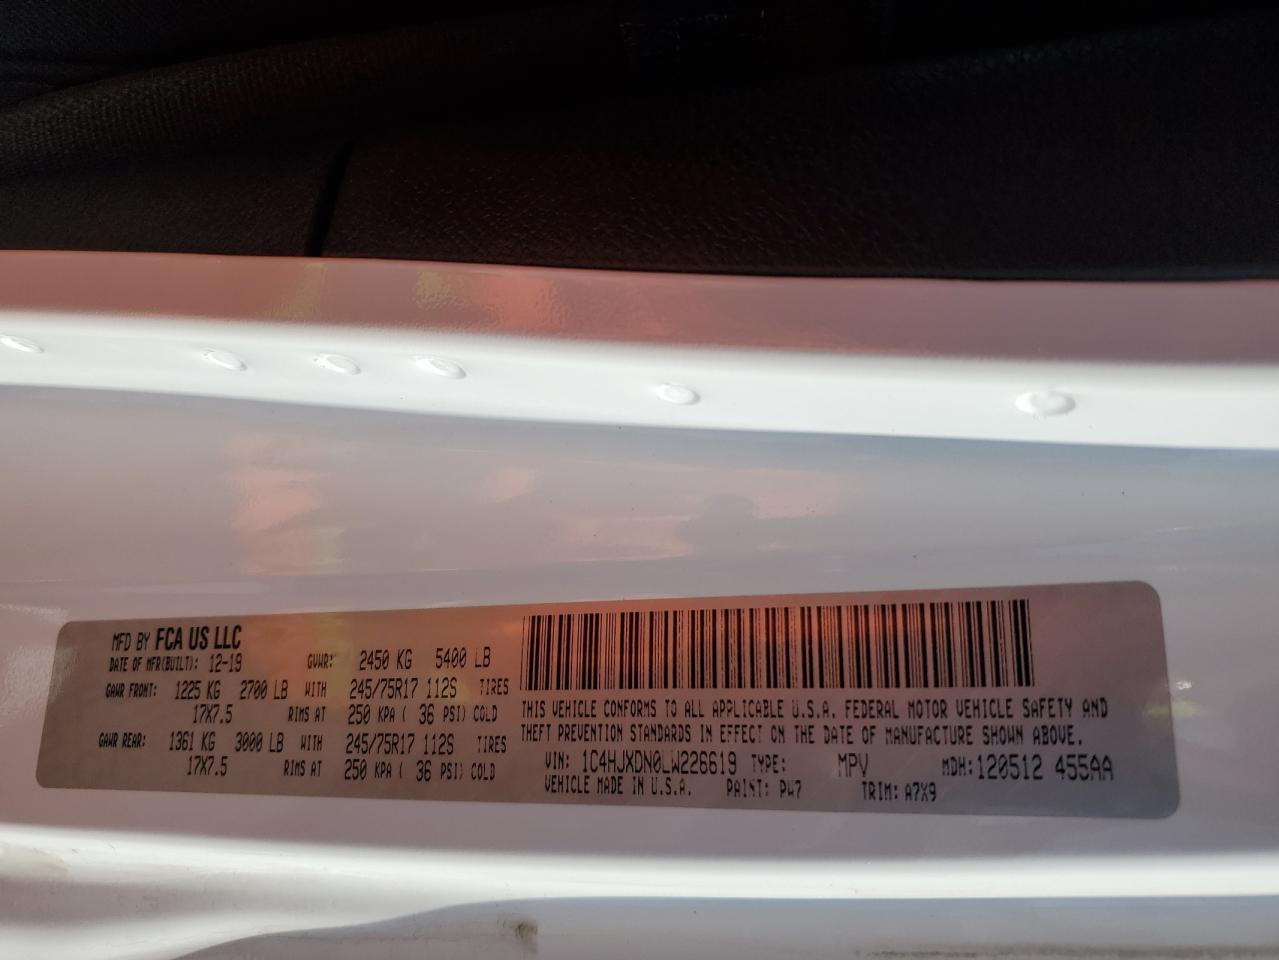 MFD BY FCA US LLC
DATE OF MFR(BUILT): 12-19 GVWR: 2450 KG 5400 LB
GAWR FRONT: 1225 KG 2700 LB WITH 245/75R17 112S TIRES
17X7.5 RIMS AT 250 KPA ( 36 PSI) COLD
GAWR REAR: 1361 KG 3000 LB WITH 245/75R17 112S TIRES
17X7.5 RIMS AT 250 KPA ( 36 PSI) COLD
THIS VEHICLE CONFORMS TO ALL APPLICABLE U.S.A. FEDERAL MOTOR VEHICLE SAFETY AND
THEFT PREVENTION STANDARDS IN EFFECT ON THE DATE OF MANUFACTURE SHOWN ABOVE.
VIN: 1C4HJXDN0LW226619 TYPE: MPV MDH: 120512 455AA
VEHICLE MADE IN U.S.A. PAINT: PW7 TRIM: A7X9